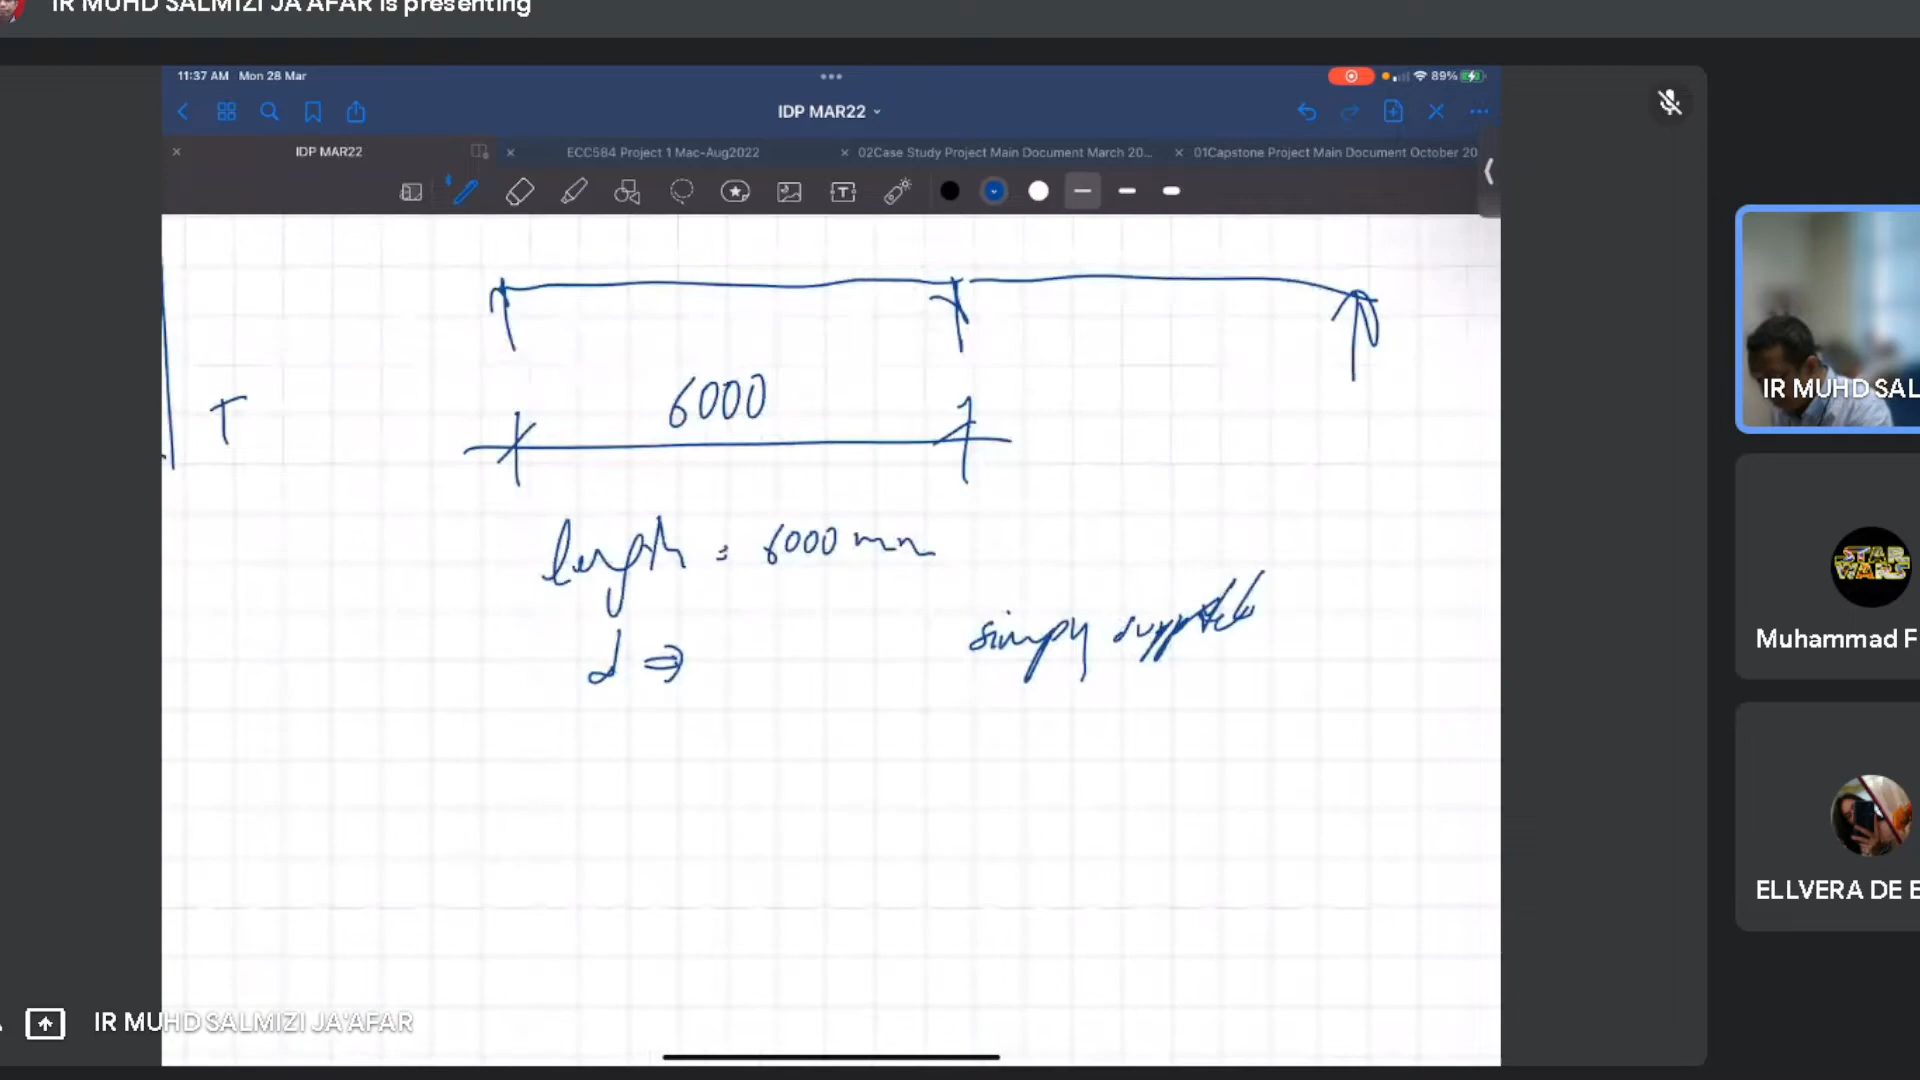 IR MUHD SALMIZI JA'AFAR is presenting
11:37 AM Mon 28 Mar
89%
IDP MAR22
IDP MAR22
ECC584 Project 1 Mac-Aug2022
02Case Study Project Main Document March 20...
01Capstone Project Main Document October 20
T
6000
length = 6000 mm
d ⇒
simply supported
IR MUHD SAL
STAR WARS
Muhammad F
ELLVERA DE E
IR MUHD SALMIZI JA'AFAR